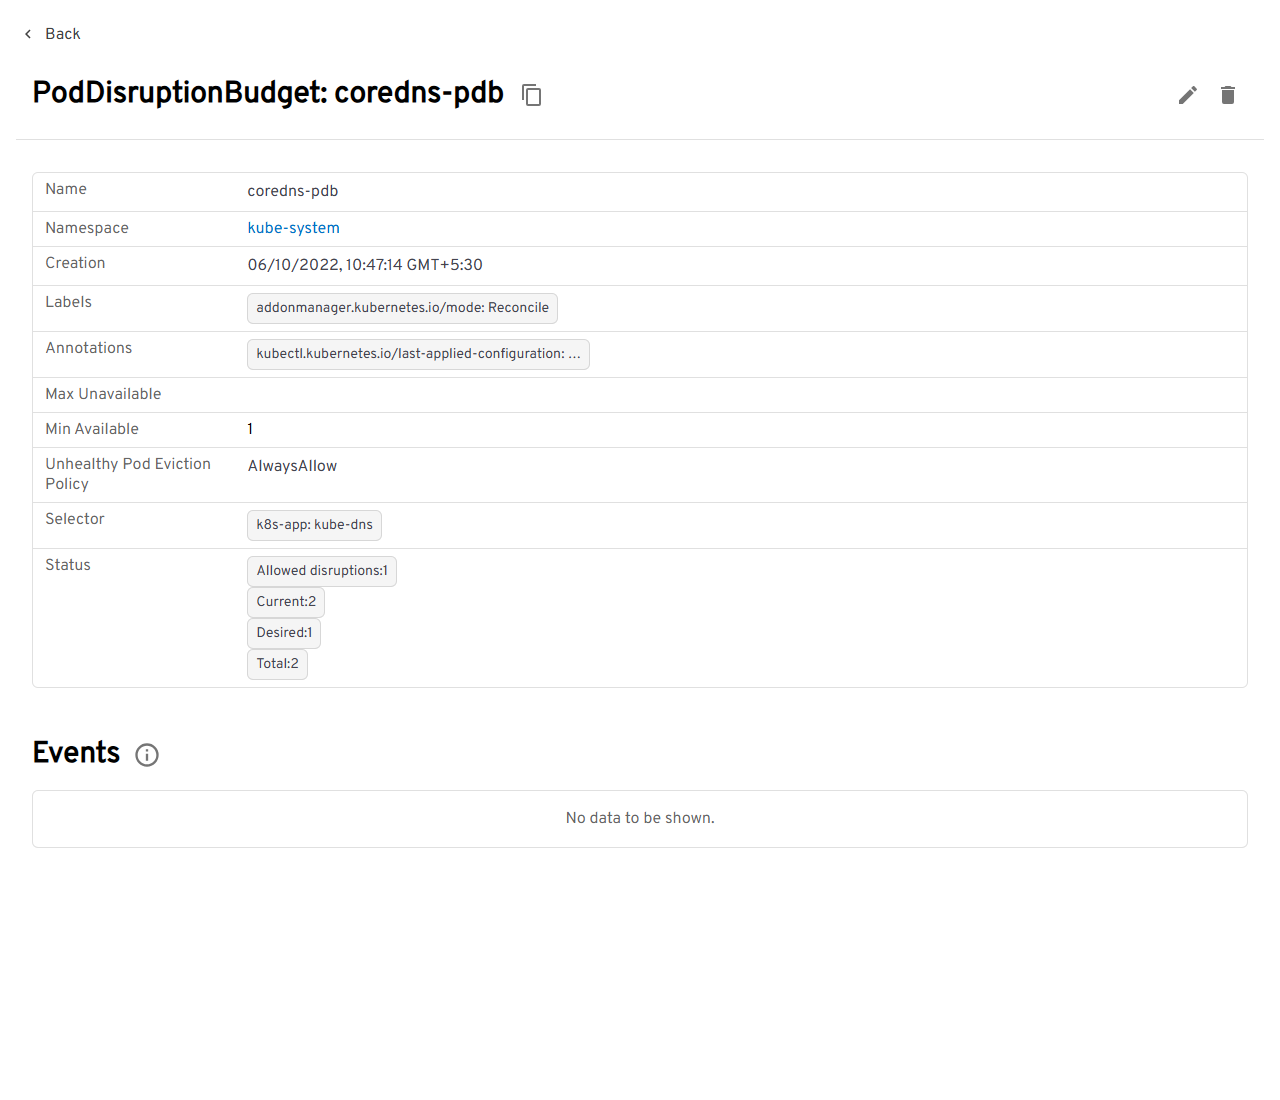 Back
PodDisruptionBudget: coredns-pdb
Name coredns-pdb
Namespace kube-system
Creation 06/10/2022, 10:47:14 GMT+5:30
Labels addonmanager.kubernetes.io/mode: Reconcile
Annotations kubectl.kubernetes.io/last-applied-configuration: …
Max Unavailable
Min Available 1
Unhealthy Pod Eviction AlwaysAllow
Policy
Selector k8s-app: kube-dns
Status Allowed disruptions:1
Current:2
Desired:1
Total:2
Events
No data to be shown.